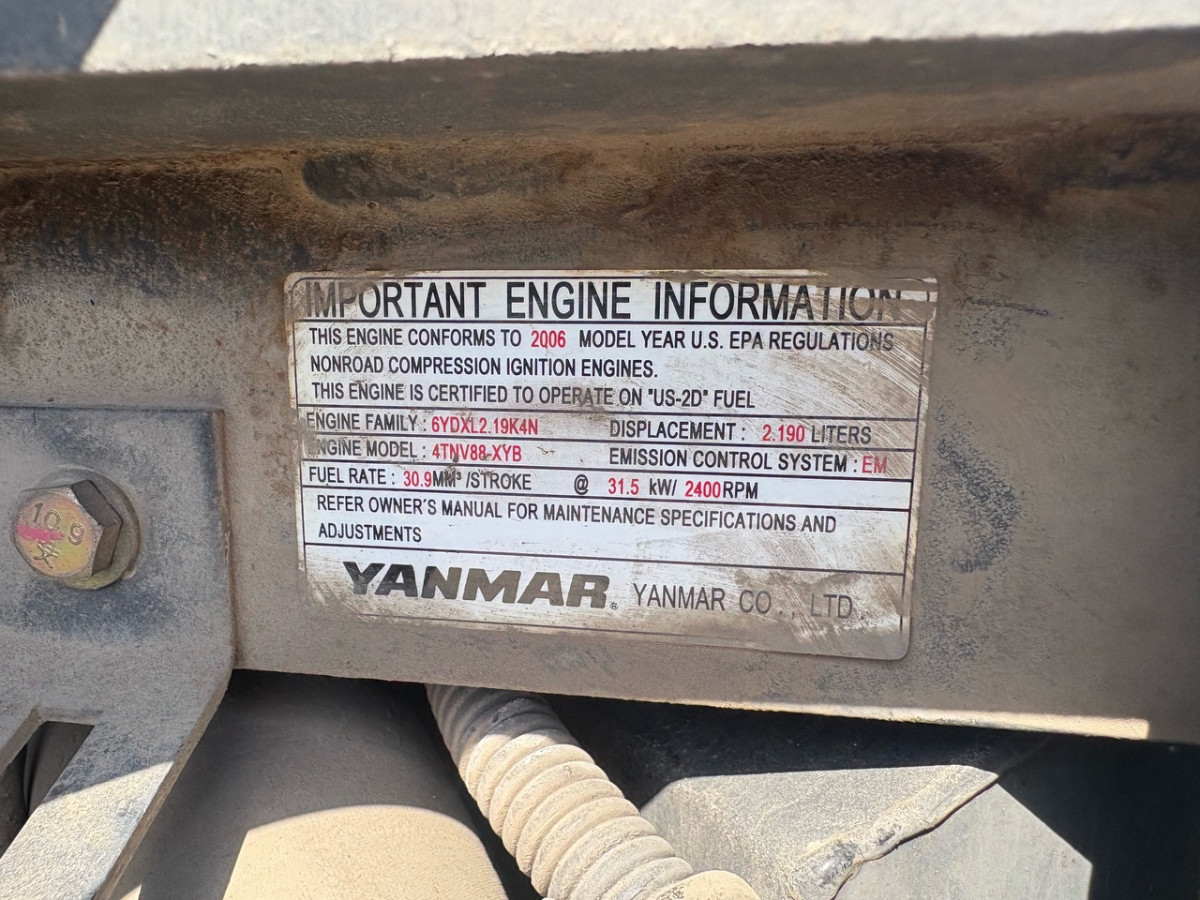 IMPORTANT ENGINE INFORMATION
THIS ENGINE CONFORMS TO 2006 MODEL YEAR U.S. EPA REGULATIONS
NONROAD COMPRESSION IGNITION ENGINES.
THIS ENGINE IS CERTIFIED TO OPERATE ON "US-2D" FUEL
ENGINE FAMILY : 6YDXL2.19K4N DISPLACEMENT : 2.190 LITERS
ENGINE MODEL : 4TNV88-XYB EMISSION CONTROL SYSTEM : EM
FUEL RATE : 30.9MM³ /STROKE @ 31.5 kW/ 2400RPM
REFER OWNER'S MANUAL FOR MAINTENANCE SPECIFICATIONS AND
ADJUSTMENTS
YANMAR® YANMAR CO., LTD.
10.9